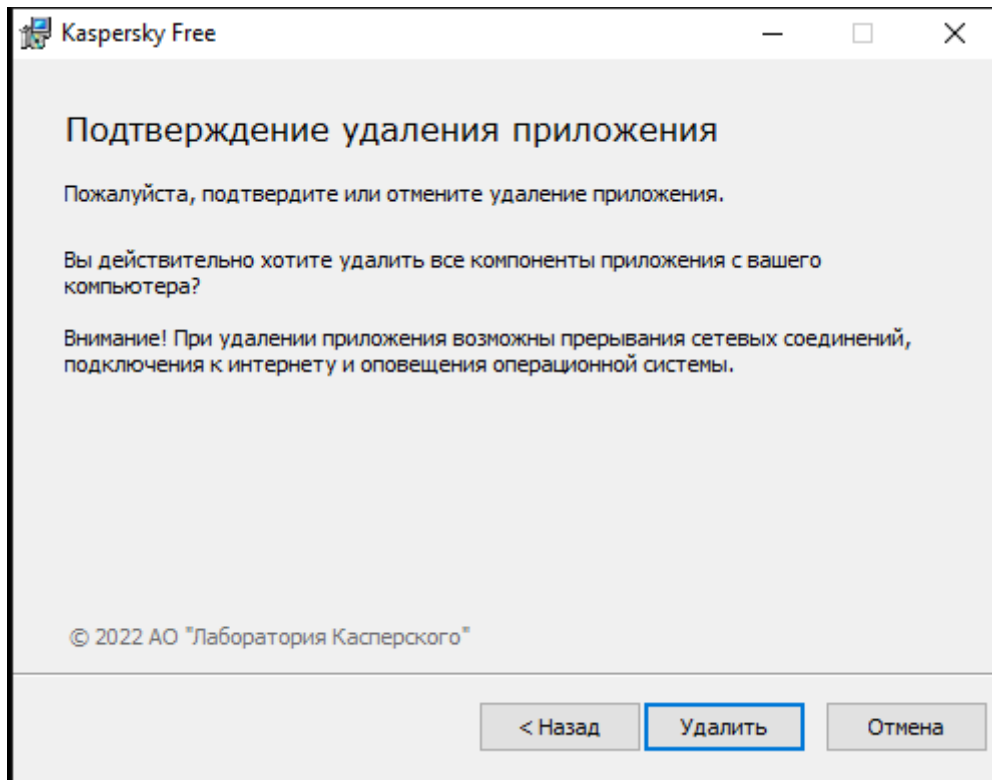 Kaspersky Free
Подтверждение удаления приложения
Пожалуйста, подтвердите или отмените удаление приложения.
Вы действительно хотите удалить все компоненты приложения с вашего
компьютера?
Внимание! При удалении приложения возможны прерывания сетевых соединений,
подключения к интернету и оповещения операционной системы.
© 2022 АО "Лаборатория Касперского"
< Назад Удалить Отмена